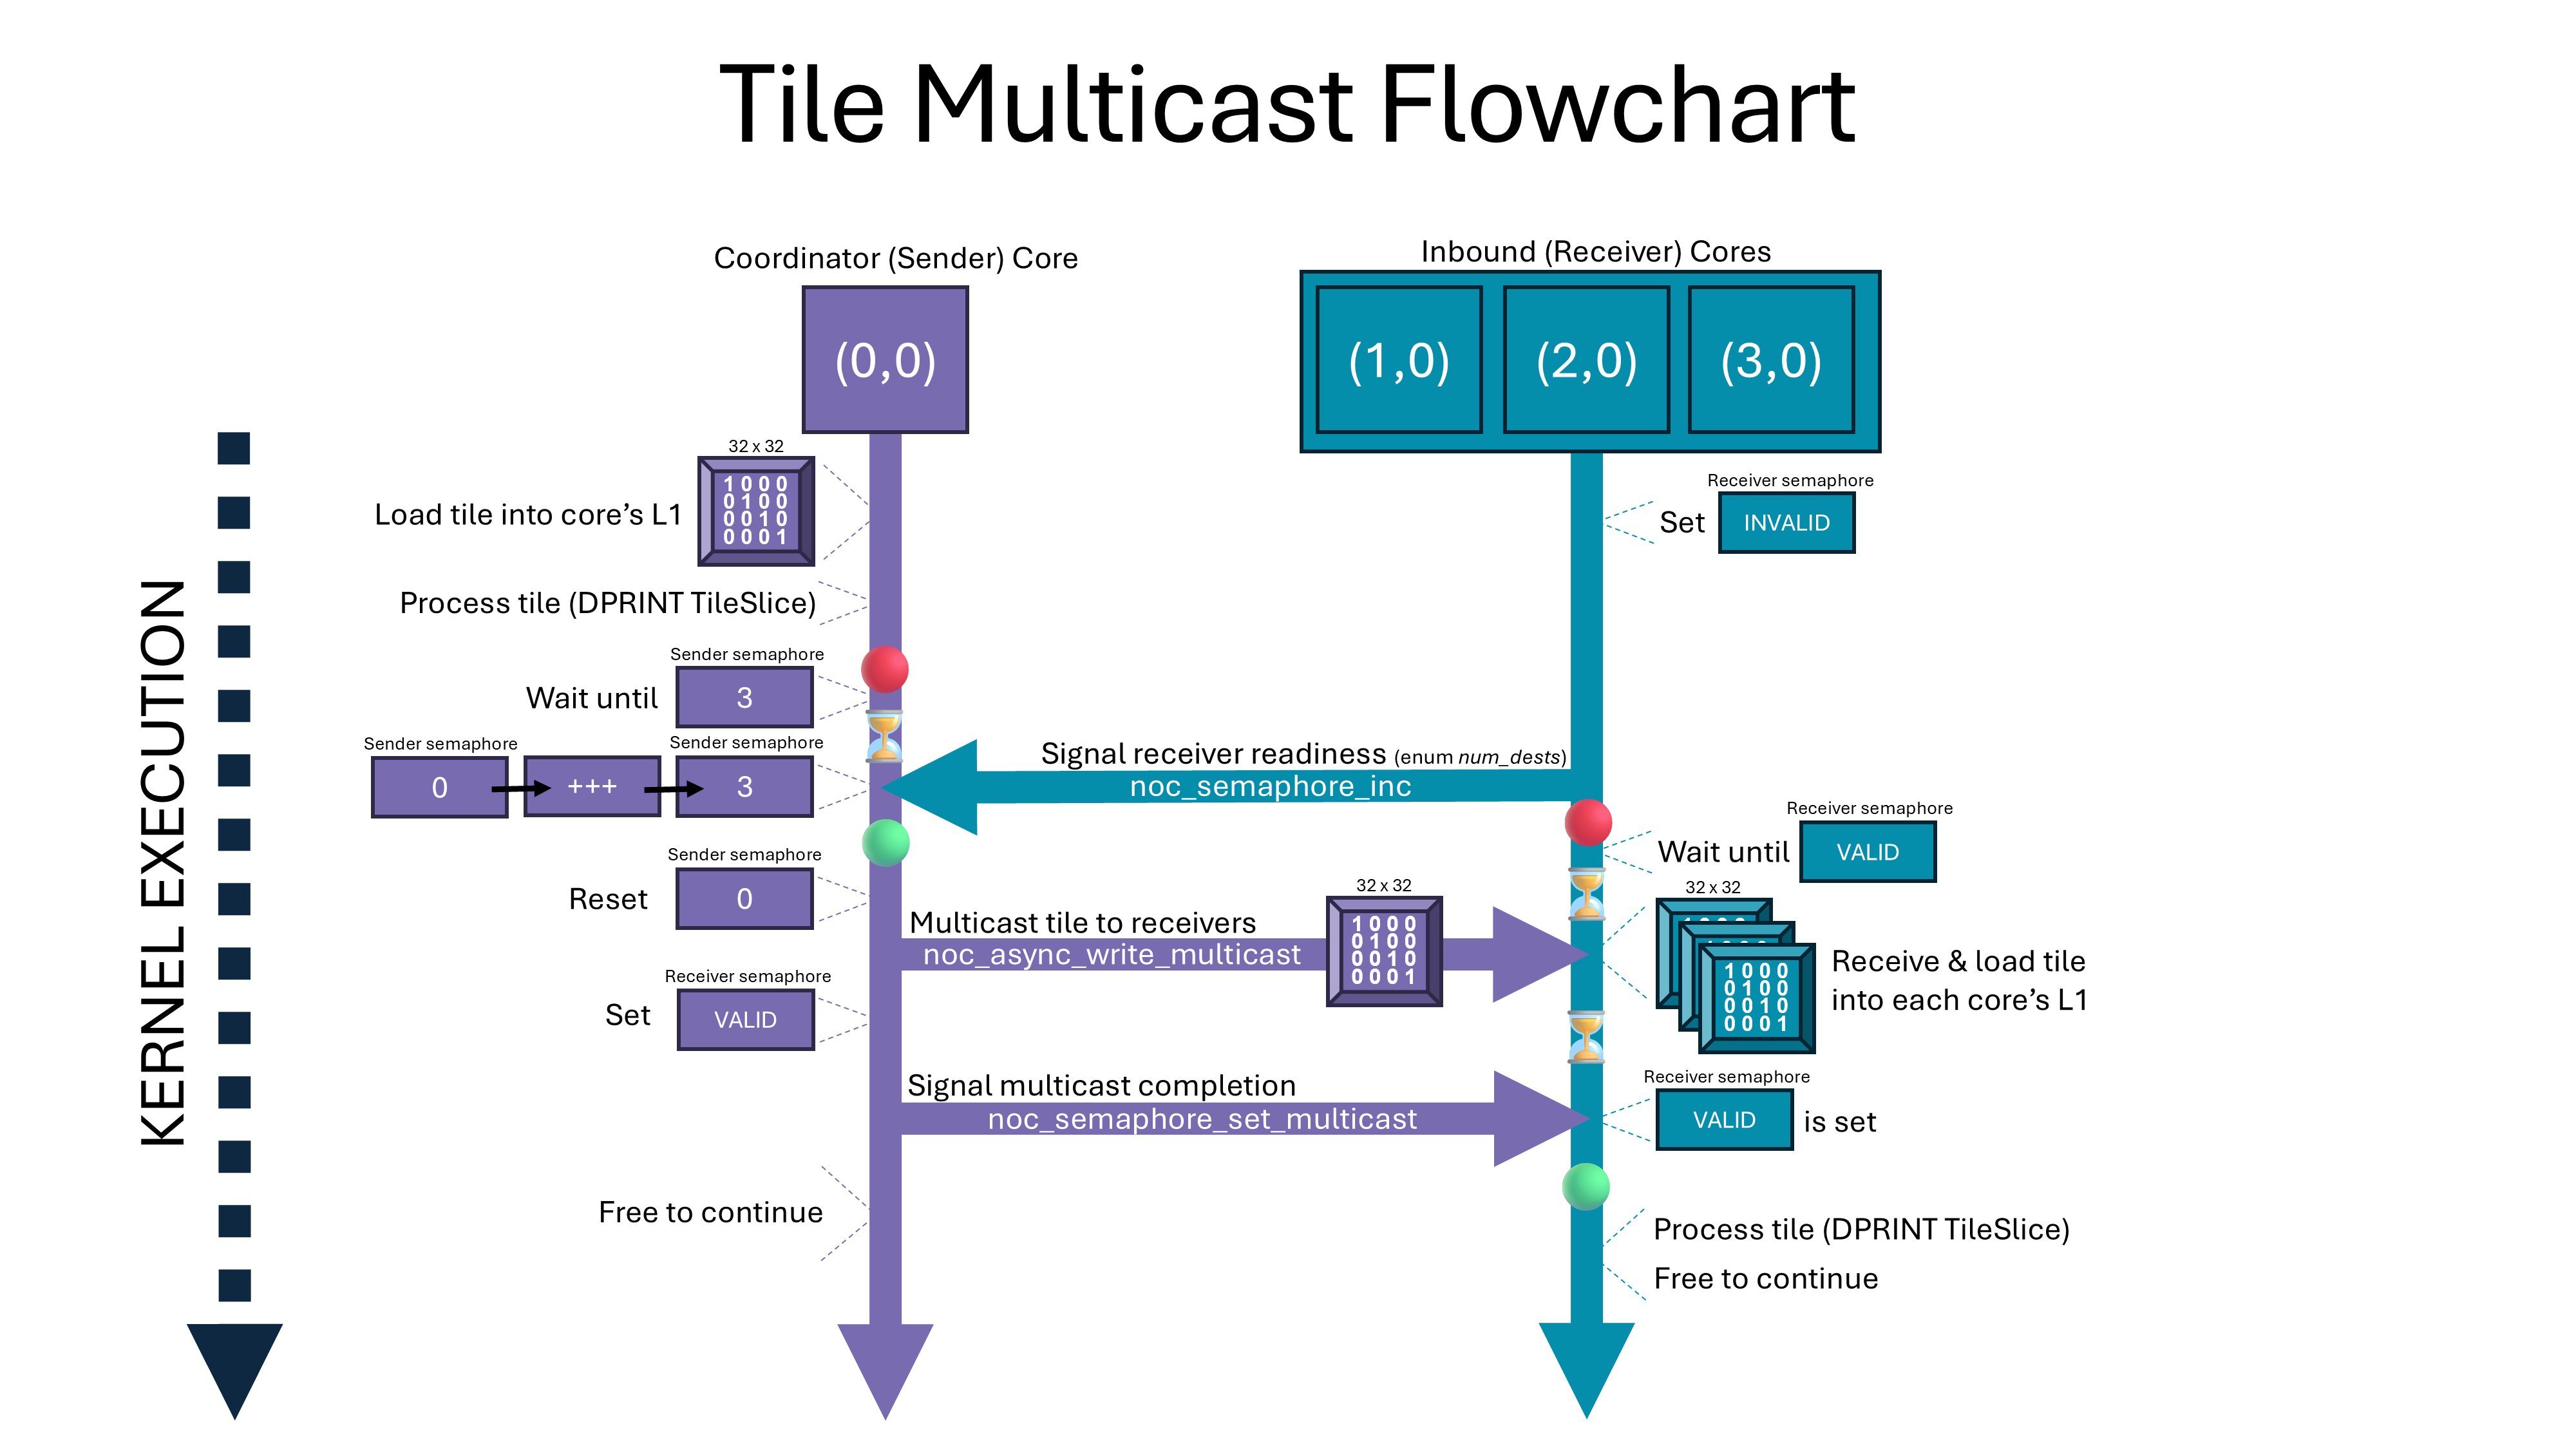 Tile Multicast Flowchart
Coordinator (Sender) Core
Inbound (Receiver) Cores
(0,0)
(1,0)
(2,0)
(3,0)
KERNEL EXECUTION
32 x 32
1 0 0 0
0 1 0 0
0 0 1 0
0 0 0 1
Load tile into core’s L1
Receiver semaphore
Set
INVALID
Process tile (DPRINT TileSlice)
Sender semaphore
Wait until
3
Sender semaphore
0
+++
Sender semaphore
3
Signal receiver readiness (enum num_dests)
noc_semaphore_inc
Receiver semaphore
Wait until
VALID
Sender semaphore
Reset
0
Multicast tile to receivers
noc_async_write_multicast
32 x 32
1 0 0 0
0 1 0 0
0 0 1 0
0 0 0 1
32 x 32
1 0 0 0
0 1 0 0
0 0 1 0
0 0 0 1
Receive & load tile
into each core’s L1
Receiver semaphore
Set
VALID
Signal multicast completion
noc_semaphore_set_multicast
Receiver semaphore
VALID
is set
Free to continue
Process tile (DPRINT TileSlice)
Free to continue